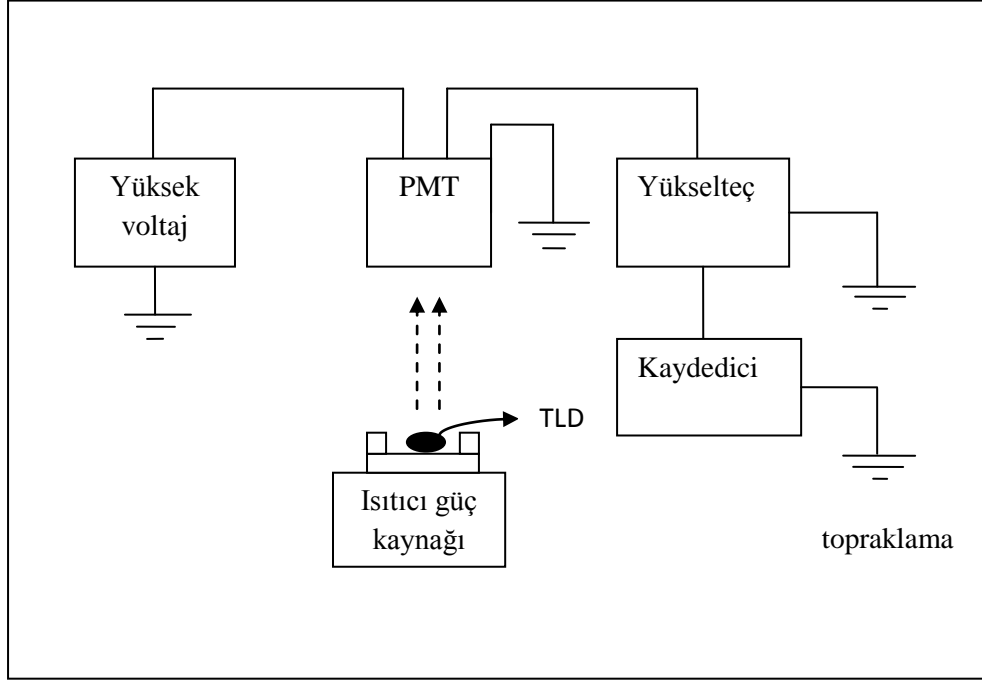 Yüksek
voltaj
PMT
Yükselteç
Kaydedici
TLD
Isıtıcı güç
kaynağı
topraklama